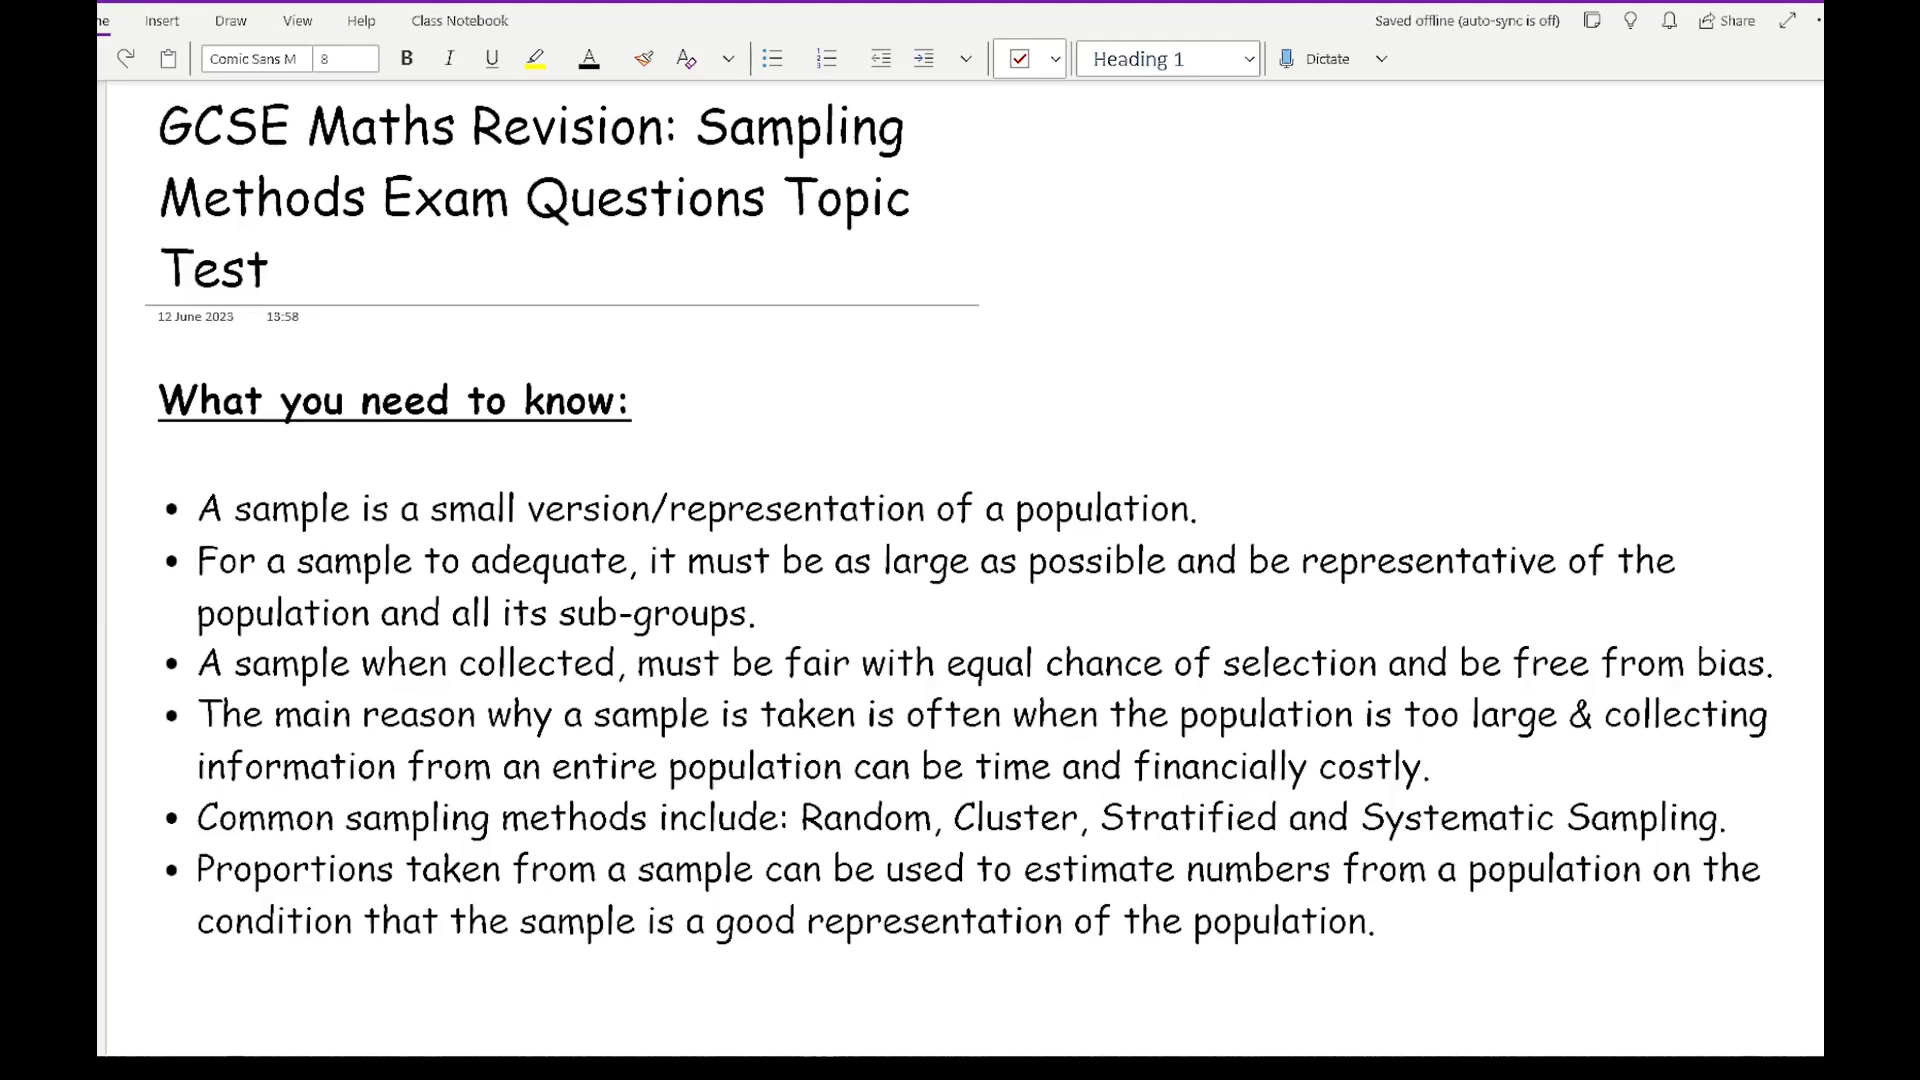 ne Insert Draw View Help Class Notebook Saved offline (auto-sync is off) Share
Comic Sans M 8 B I U A A Heading 1 Dictate
GCSE Maths Revision: Sampling
Methods Exam Questions Topic
Test
12 June 2023 13:58
What you need to know:
• A sample is a small version/representation of a population.
• For a sample to adequate, it must be as large as possible and be representative of the
population and all its sub-groups.
• A sample when collected, must be fair with equal chance of selection and be free from bias.
• The main reason why a sample is taken is often when the population is too large & collecting
information from an entire population can be time and financially costly.
• Common sampling methods include: Random, Cluster, Stratified and Systematic Sampling.
• Proportions taken from a sample can be used to estimate numbers from a population on the
condition that the sample is a good representation of the population.